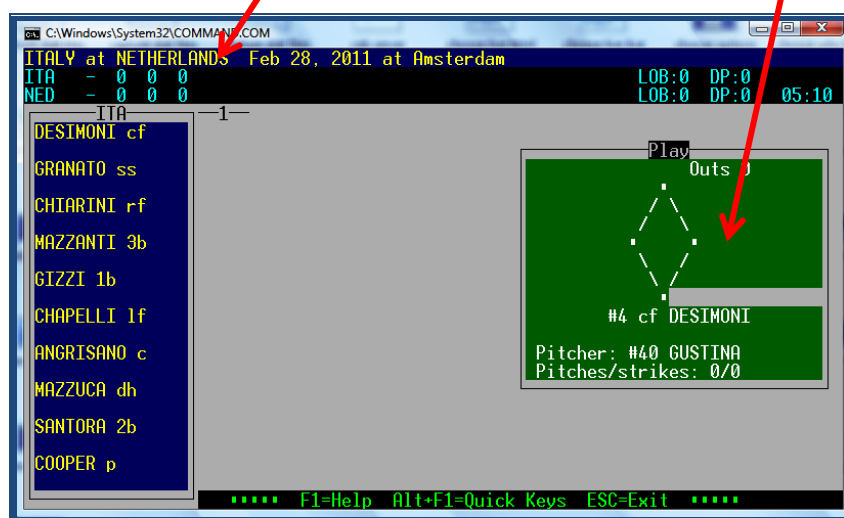 C:\Windows\System32\COMMAND.COM
ITALY at NETHERLANDS Feb 28, 2011 at Amsterdam
ITA - 0 0 0 LOB:0 DP:0
NED - 0 0 0 LOB:0 DP:0 05:10
ITA 1
DESIMONI cf
GRANATO ss
CHIARINI rf
MAZZANTI 3b
GIZZI 1b
CHAPELLI lf
ANGRISANO c
MAZZUCA dh
SANTORA 2b
COOPER p
Play
Outs 0
#4 cf DESIMONI
Pitcher: #40 GUSTINA
Pitches/strikes: 0/0
F1=Help Alt+F1=Quick Keys ESC=Exit